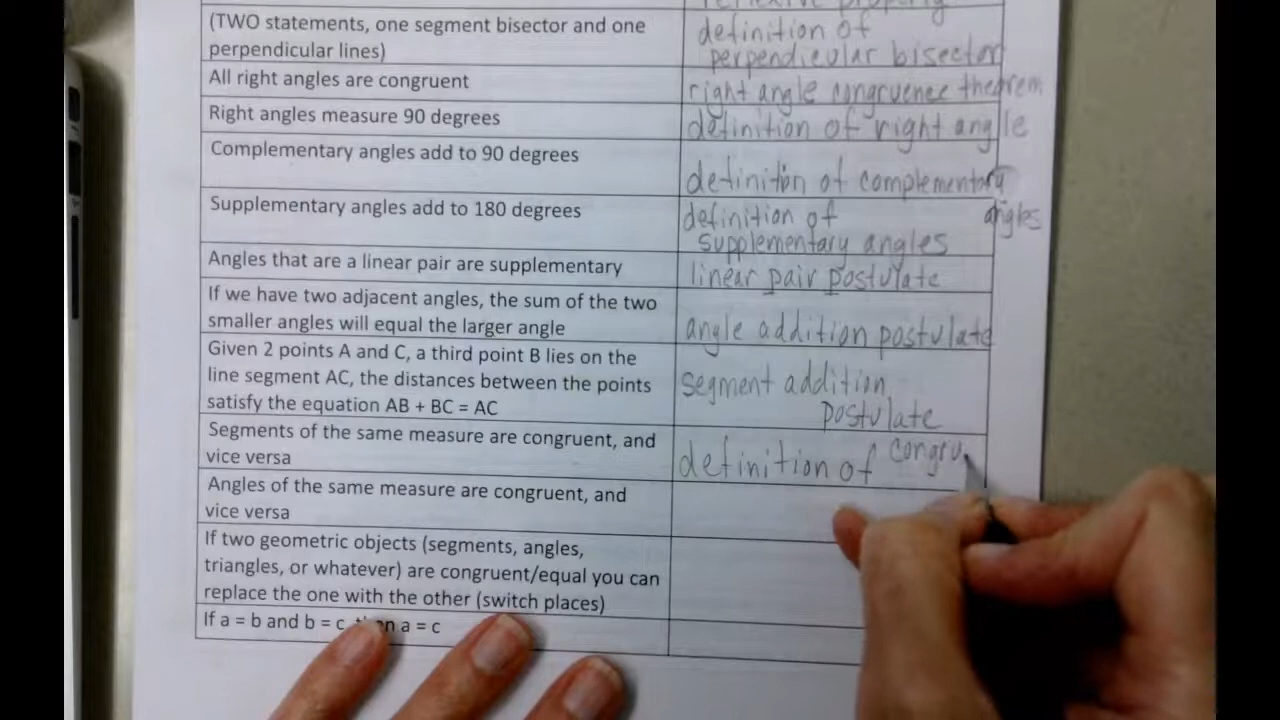 reflexive property
(TWO statements, one segment bisector and one
perpendicular lines)
definition of
perpendicular bisector
All right angles are congruent
right angle congruence theorem
Right angles measure 90 degrees
definition of right angle
Complementary angles add to 90 degrees
definition of complementary
angles
Supplementary angles add to 180 degrees
definition of
supplementary angles
Angles that are a linear pair are supplementary
linear pair postulate
If we have two adjacent angles, the sum of the two
smaller angles will equal the larger angle
angle addition postulate
Given 2 points A and C, a third point B lies on the
line segment AC, the distances between the points
satisfy the equation AB + BC = AC
segment addition
postulate
Segments of the same measure are congruent, and
vice versa
definition of congru
Angles of the same measure are congruent, and
vice versa
If two geometric objects (segments, angles,
triangles, or whatever) are congruent/equal you can
replace the one with the other (switch places)
If a = b and b = c, a = c